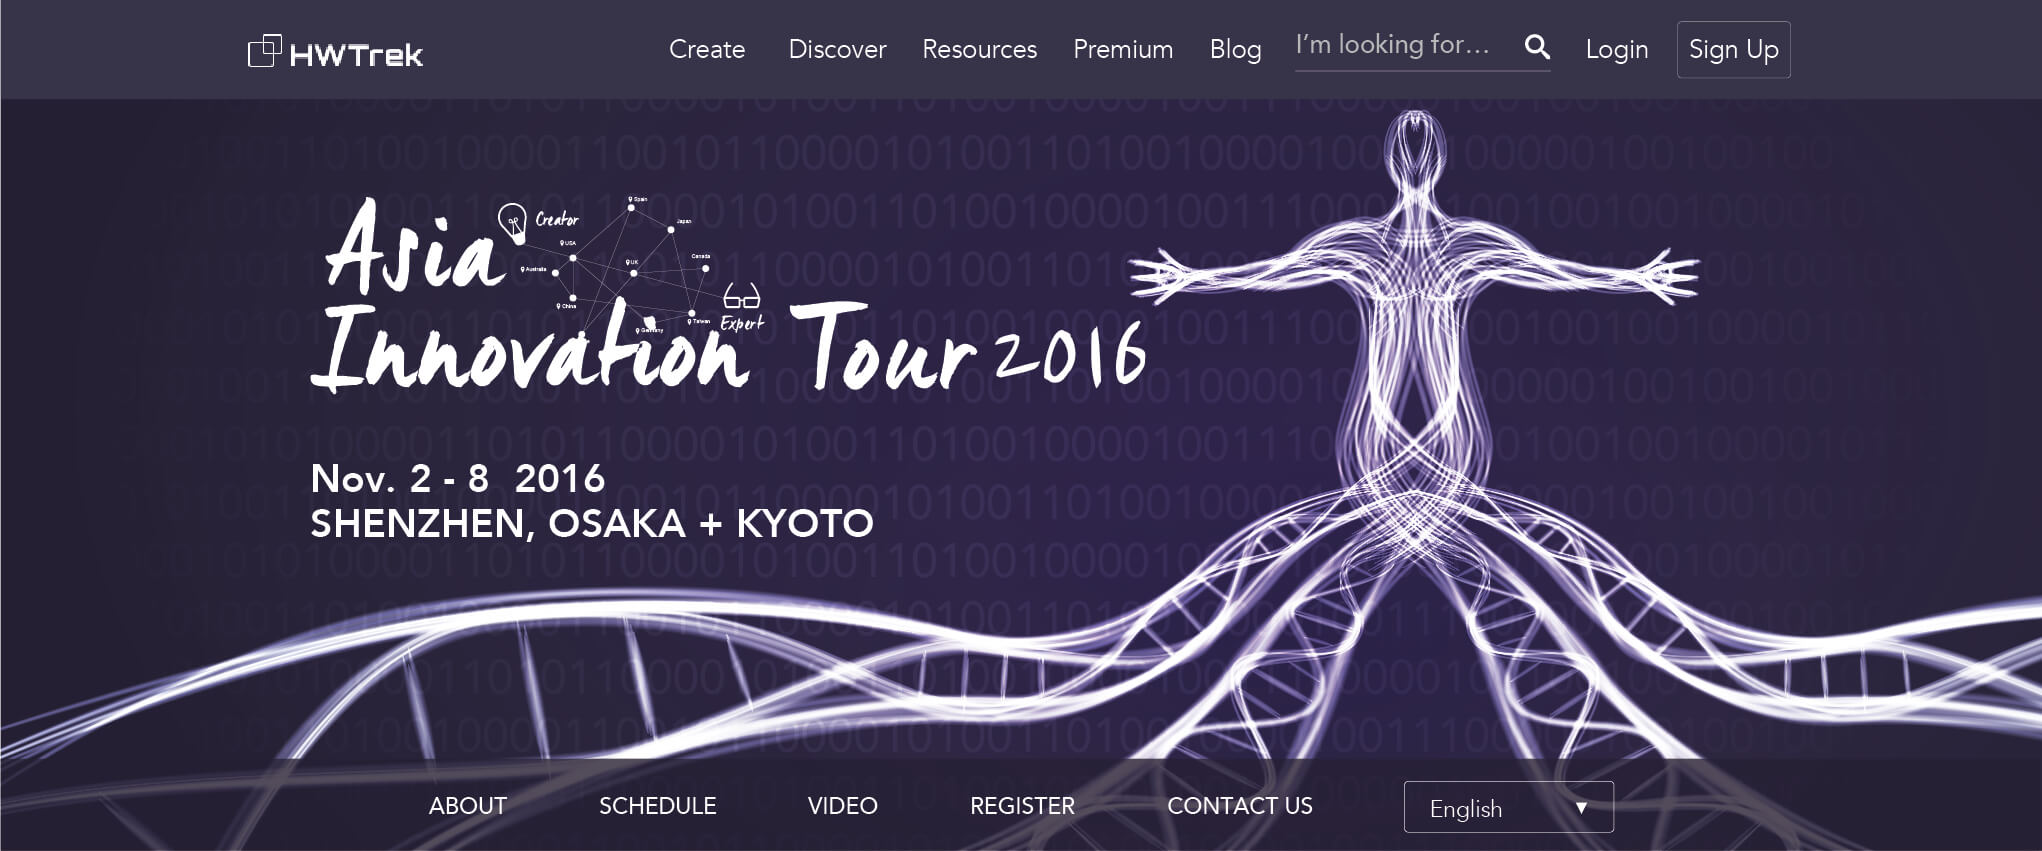 HWTrek
Create Discover Resources Premium Blog I'm looking for... Login Sign Up
Asia
Creator
Spain
Japan
USA
UK
Canada
Australia
China
Germany
Taiwan
Expert
Innovation Tour 2016
Nov. 2 - 8 2016
SHENZHEN, OSAKA + KYOTO
ABOUT SCHEDULE VIDEO REGISTER CONTACT US English